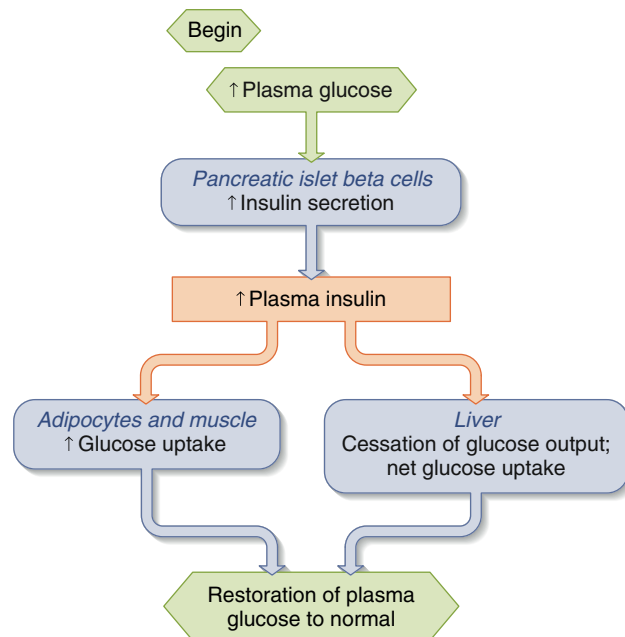 Begin
↑Plasma glucose
Pancreatic islet beta cells
↑Insulin secretion
↑Plasma insulin
Adipocytes and muscle
↑ Glucose uptake
Liver
Cessation of glucose output;
net glucose uptake
Restoration of plasma
glucose to normal